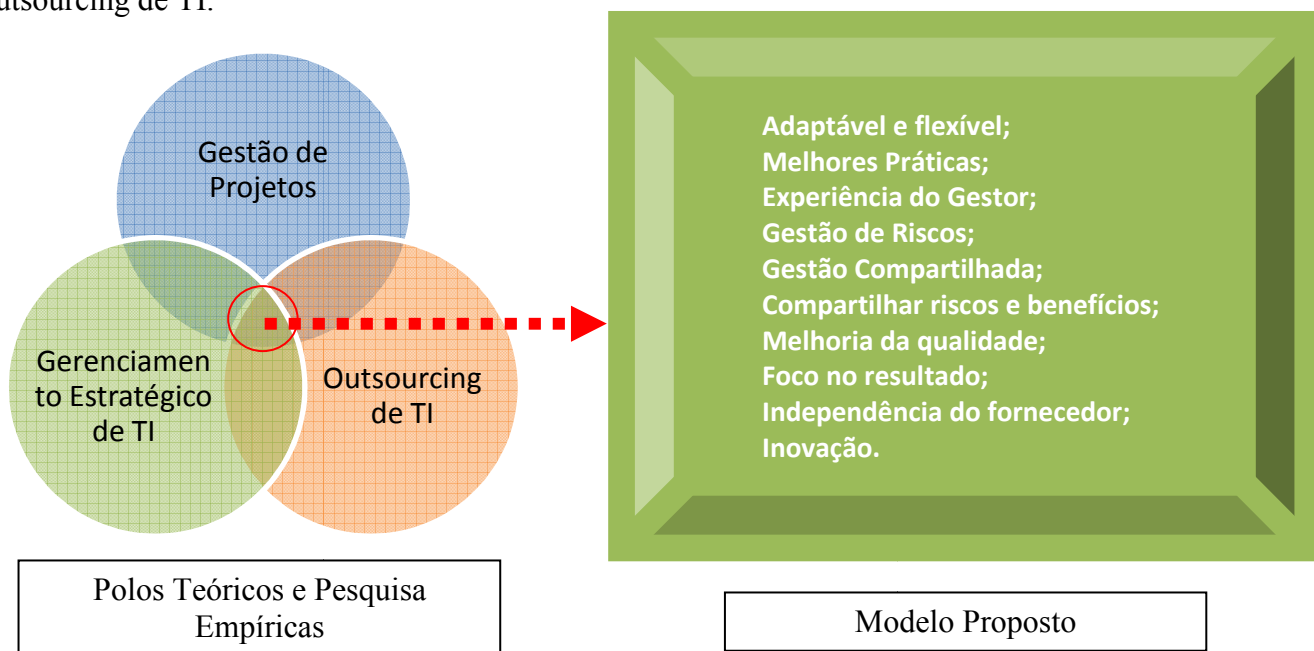 utsourcing de TI.
Gestão de
Projetos
Gerenciamen
to Estratégico
de TI
Outsourcing
de TI
Adaptável e flexível;
Melhores Práticas;
Experiência do Gestor;
Gestão de Riscos;
Gestão Compartilhada;
Compartilhar riscos e benefícios;
Melhoria da qualidade;
Foco no resultado;
Independência do fornecedor;
Inovação.
Polos Teóricos e Pesquisa
Empíricas
Modelo Proposto